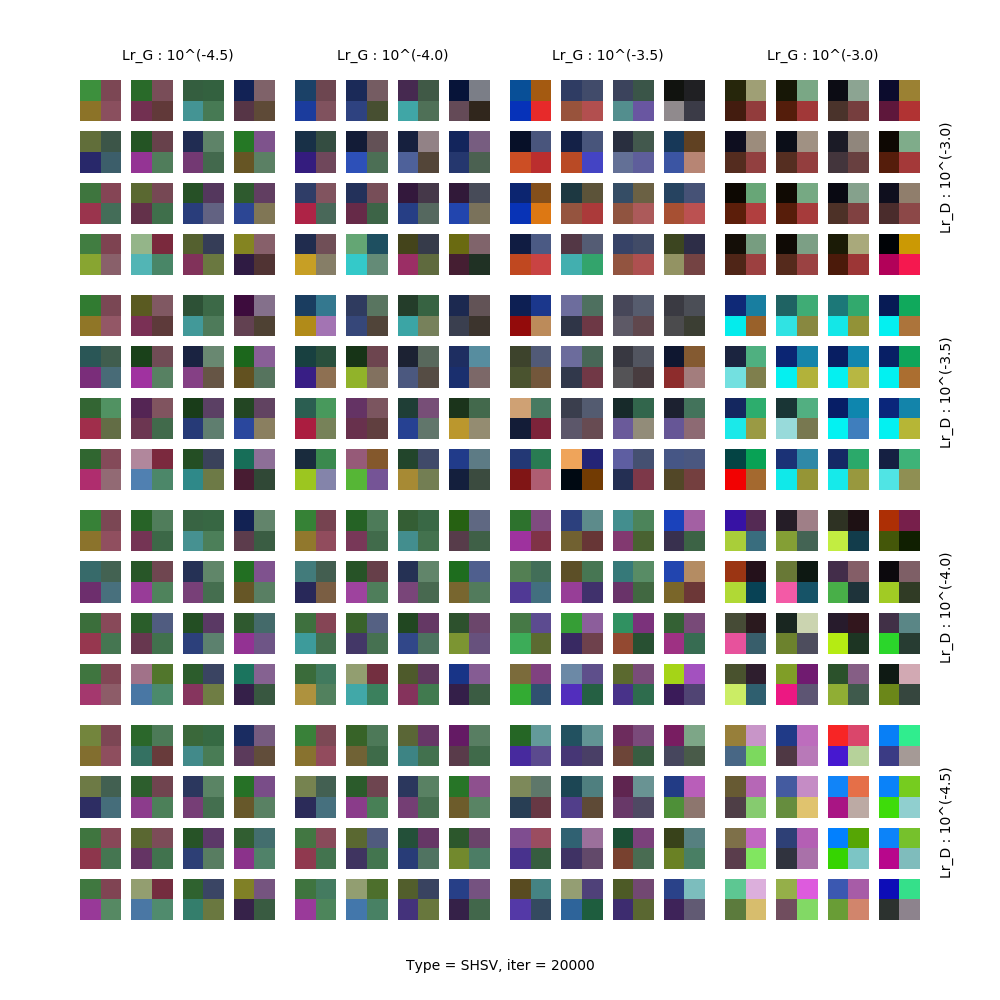 Lr_G : 10^(-4.5)
Lr_G : 10^(-4.0)
Lr_G : 10^(-3.5)
Lr_G : 10^(-3.0)
Lr_D : 10^(-3.0)
Lr_D : 10^(-3.5)
Lr_D : 10^(-4.0)
Lr_D : 10^(-4.5)
Type = SHSV, iter = 20000